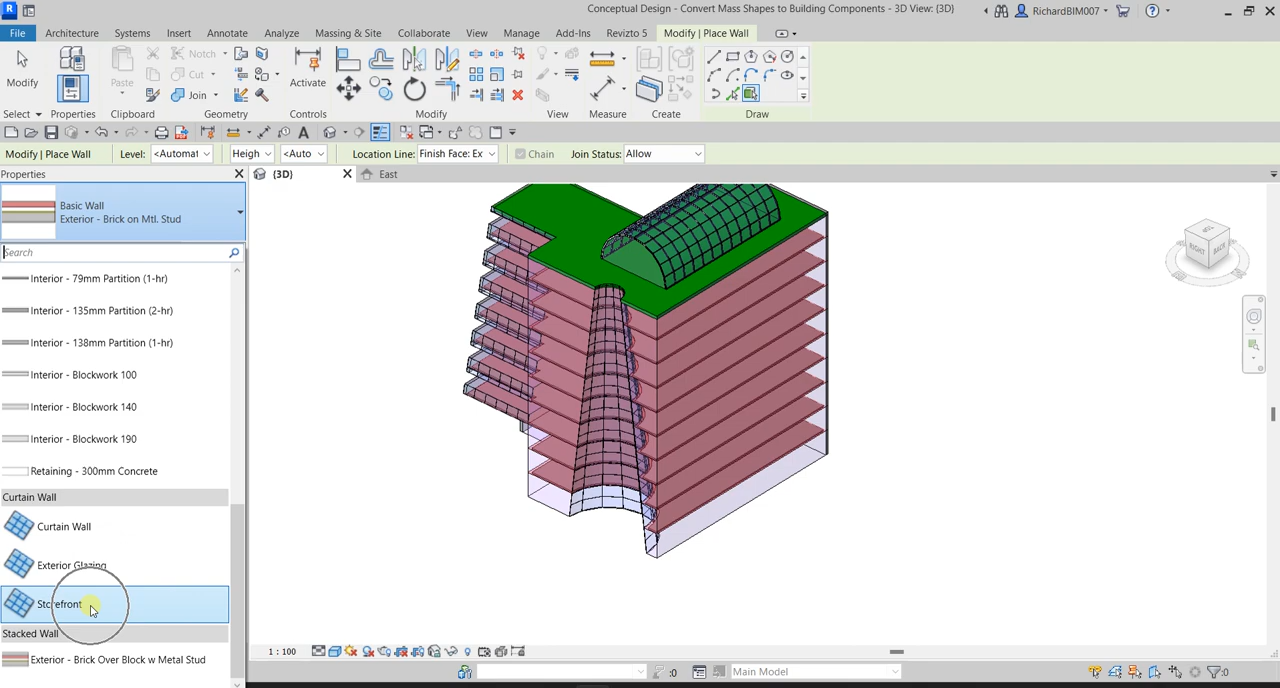 Conceptual Design - Convert Mass Shapes to Building Components - 3D View: {3D}
RichardBIM007
File Architecture Systems Insert Annotate Analyze Massing & Site Collaborate View Manage Add-Ins Revizto 5 Modify | Place Wall
Modify
Paste
Notch
Cut
Join
Activate
Select Properties Clipboard Geometry Controls Modify View Measure Create Draw
Modify | Place Wall Level: <Automat Heigh <Auto Location Line: Finish Face: Ex Chain Join Status: Allow
Properties
{3D}
East
Basic Wall
Exterior - Brick on Mtl. Stud
Search
Interior - 79mm Partition (1-hr)
Interior - 135mm Partition (2-hr)
Interior - 138mm Partition (1-hr)
Interior - Blockwork 100
Interior - Blockwork 140
Interior - Blockwork 190
Retaining - 300mm Concrete
Curtain Wall
Curtain Wall
Exterior Glazing
Storefront
Stacked Wall
Exterior - Brick Over Block w Metal Stud
RIGHT
BACK
1 : 100
:0
Main Model
:0